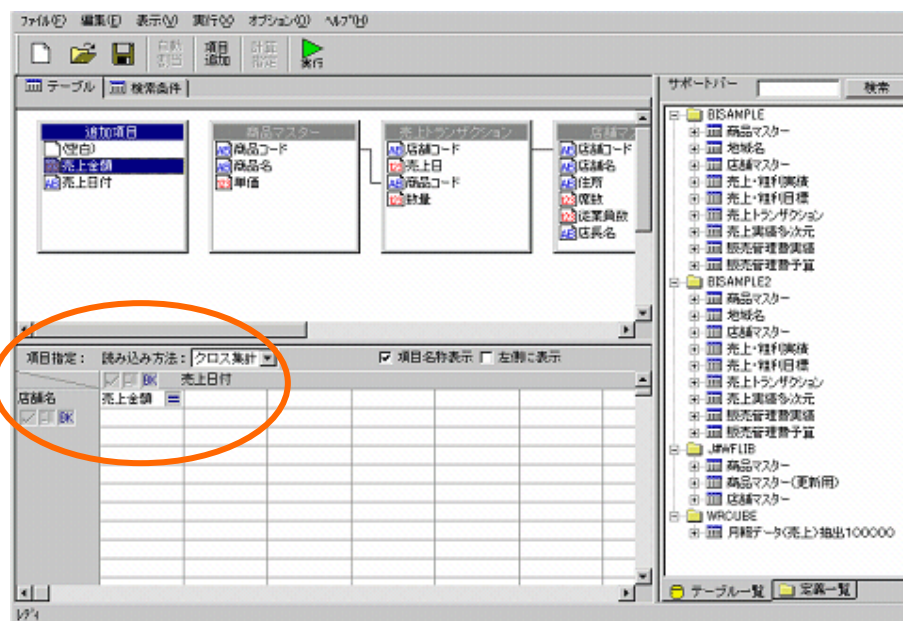 ファイル(F) 編集(E) 表示(V) 実行(X) オプション(O) ヘルプ(H)
自動割当 項目追加 計算指定 実行
テーブル 検索条件
追加項目
(空白)
売上金額
売上日付
商品マスター
商品コード
商品名
単価
売上トランザクション
店舗コード
売上日
商品コード
数量
店舗マス
店舗コード
店舗名
住所
席数
従業員数
店長名
項目指定: 読み込み方法: クロス集計 項目名称表示 左側に表示
BK 売上日付
店舗名 売上金額
BK
サポートバー 検索
BISAMPLE
商品マスター
地域名
店舗マスター
売上・粗利実績
売上・粗利目標
売上トランザクション
売上実績多次元
販売管理費実績
販売管理費予算
BISAMPLE2
商品マスター
地域名
店舗マスター
売上・粗利実績
売上・粗利目標
売上トランザクション
売上実績多次元
販売管理費実績
販売管理費予算
J#WFLIB
商品マスター
商品マスター(更新用)
店舗マスター
WRCUBE
月報データ(売上)抽出100000
テーブル一覧 定義一覧
レディ